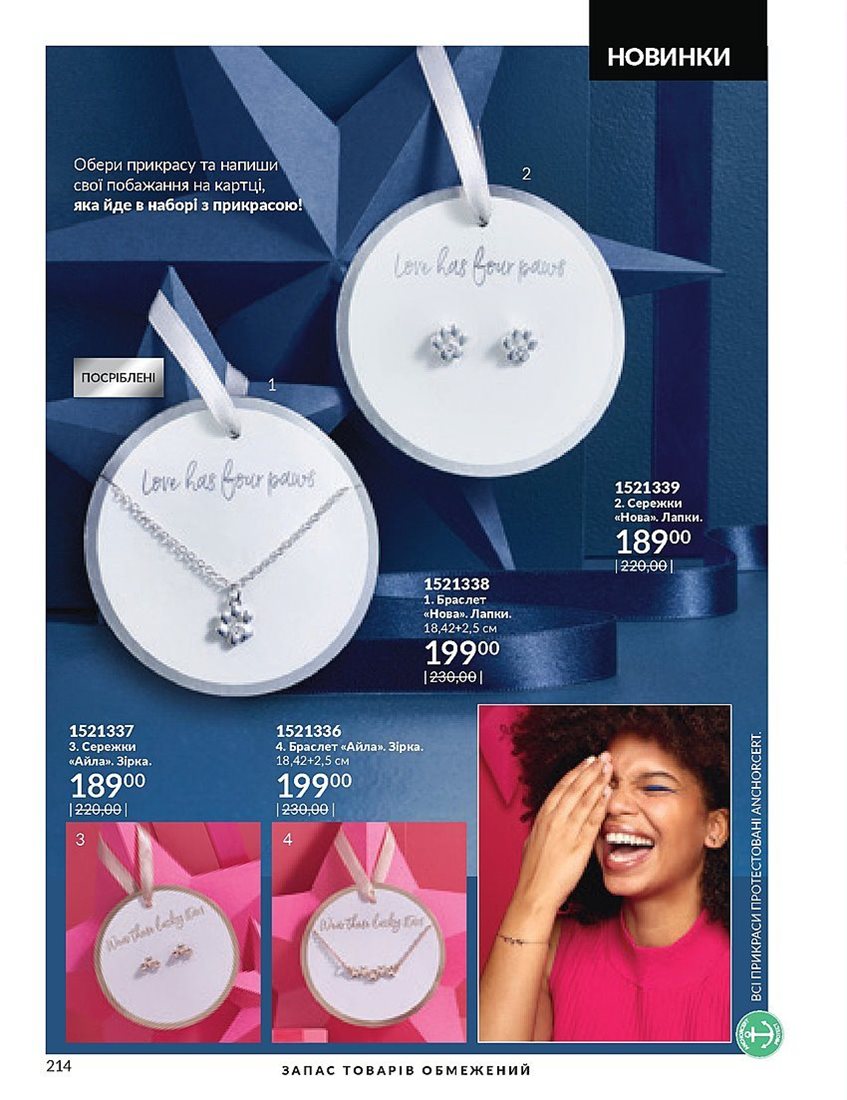 НОВИНКИ
Обери прикрасу та напиши
свої побажання на картці,
яка йде в наборі з прикрасою!
2
Love has four paws
ПОСРІБЛЕНІ
1
Love has four paws
1521339
2. Сережки
«Нова». Лапки.
18900
|220,00|
1521338
1. Браслет
«Нова». Лапки.
18,42+2,5 см
19900
|230,00|
1521337
3. Сережки
«Айла». Зірка.
18900
|220,00|
1521336
4. Браслет «Айла». Зірка.
18,42+2,5 см
19900
|230,00|
3
4
ВСІ ПРИКРАСИ ПРОТЕСТОВАНІ ANCHORCERT.
214
ЗАПАС ТОВАРІВ ОБМЕЖЕНИЙ